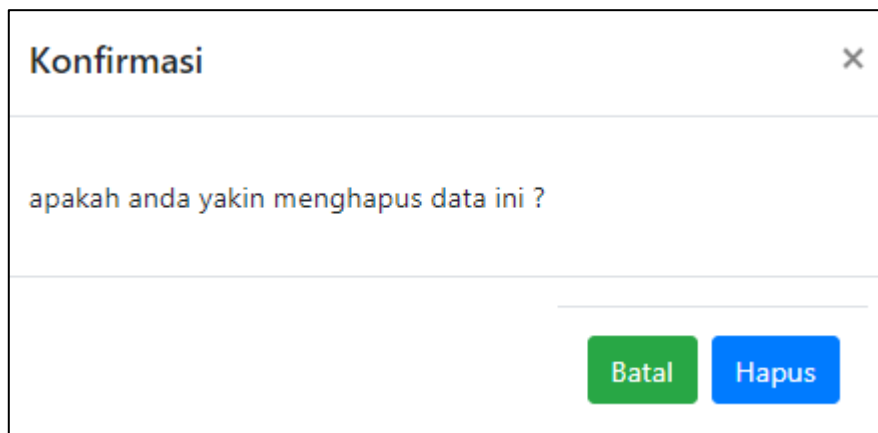 Konfirmasi ×
apakah anda yakin menghapus data ini ?
Batal Hapus